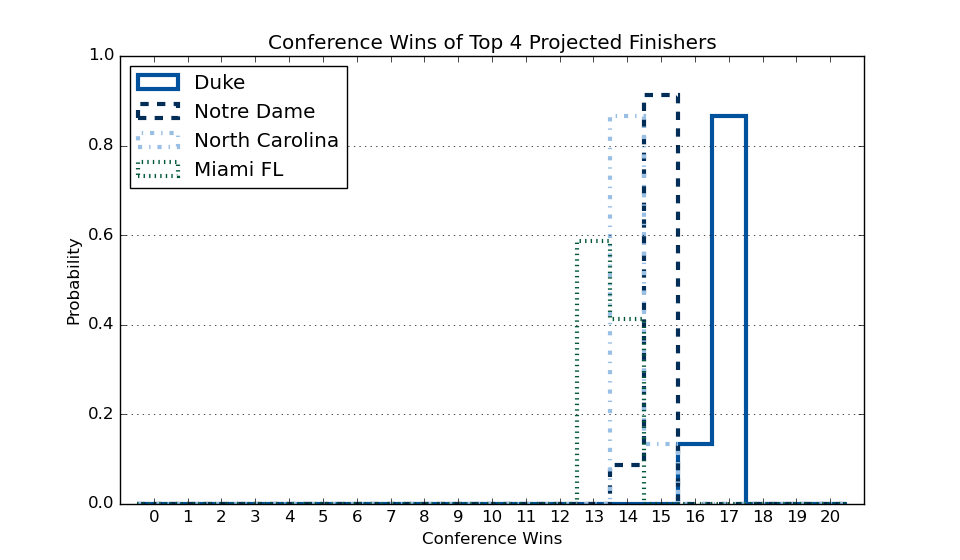 Conference Wins of Top 4 Projected Finishers
1.0
0.8
0.6
0.4
0.2
0.0
Probability
Duke
Notre Dame
North Carolina
Miami FL
0 1 2 3 4 5 6 7 8 9 10 11 12 13 14 15 16 17 18 19 20
Conference Wins